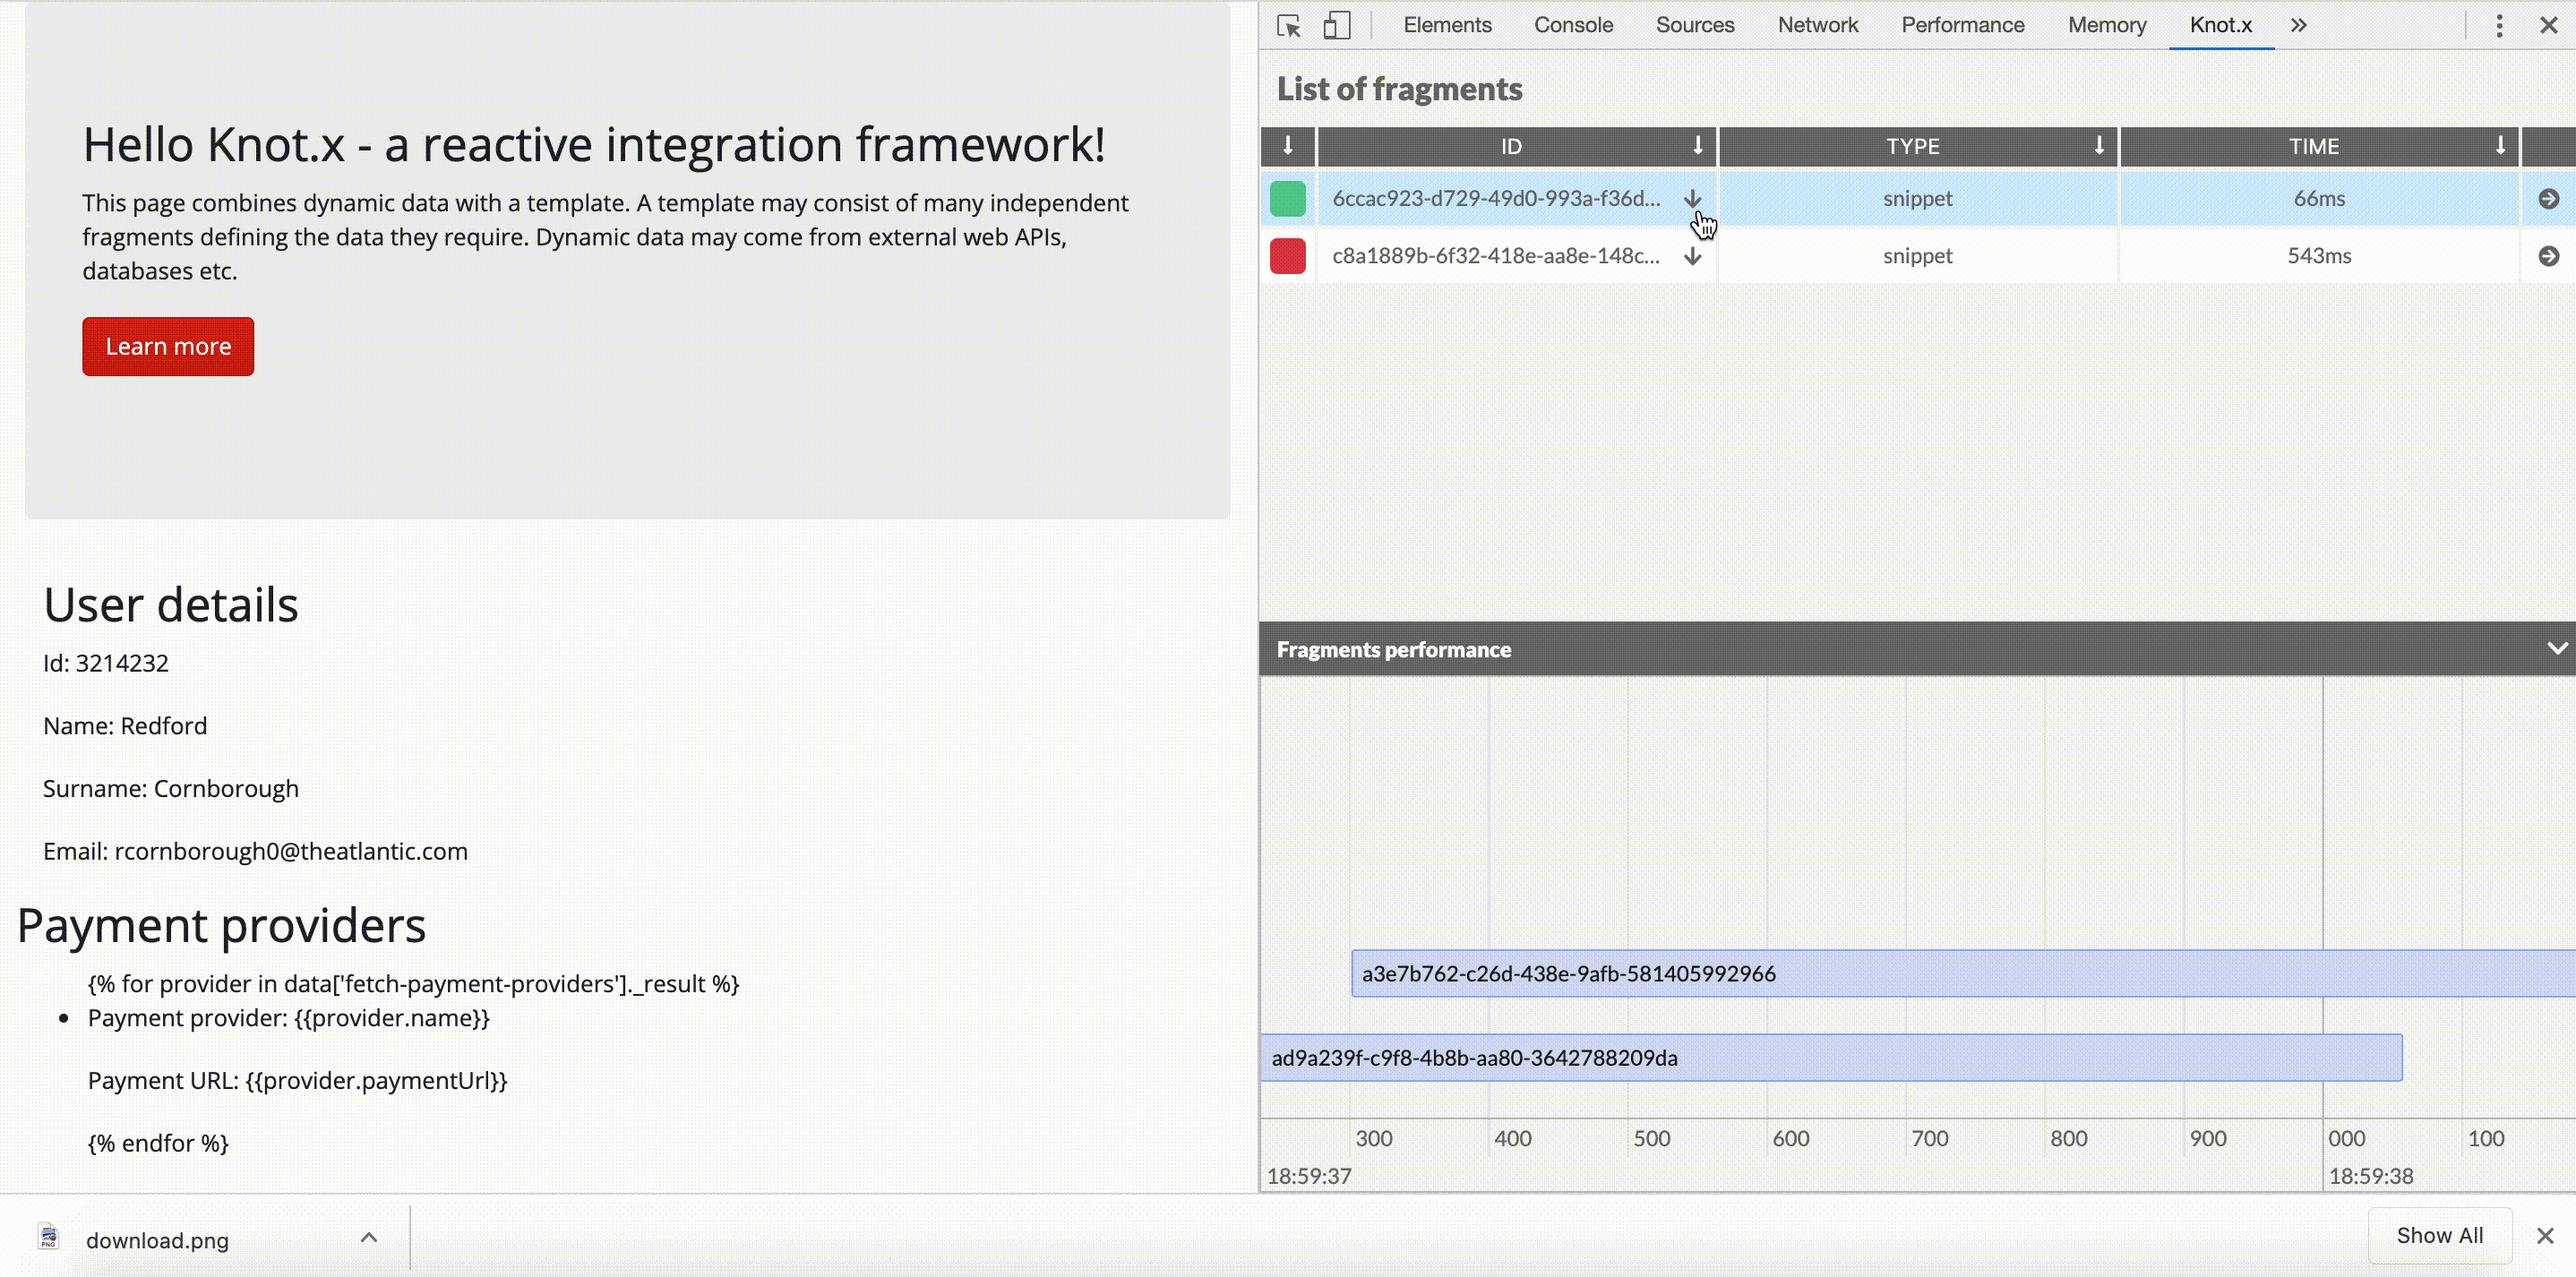 Hello Knot.x - a reactive integration framework!
This page combines dynamic data with a template. A template may consist of many independent
fragments defining the data they require. Dynamic data may come from external web APIs,
databases etc.
Learn more
User details
Id: 3214232
Name: Redford
Surname: Cornborough
Email: rcornborough0@theatlantic.com
Payment providers
{% for provider in data['fetch-payment-providers']._result %}
Payment provider: {{provider.name}}
Payment URL: {{provider.paymentUrl}}
{% endfor %}
Elements Console Sources Network Performance Memory Knot.x
List of fragments
ID TYPE TIME
6ccac923-d729-49d0-993a-f36d... snippet 66ms
c8a1889b-6f32-418e-aa8e-148c... snippet 543ms
Fragments performance
a3e7b762-c26d-438e-9afb-581405992966
ad9a239f-c9f8-4b8b-aa80-3642788209da
300 400 500 600 700 800 900 000 100
18:59:37 18:59:38
PNG
download.png
Show All